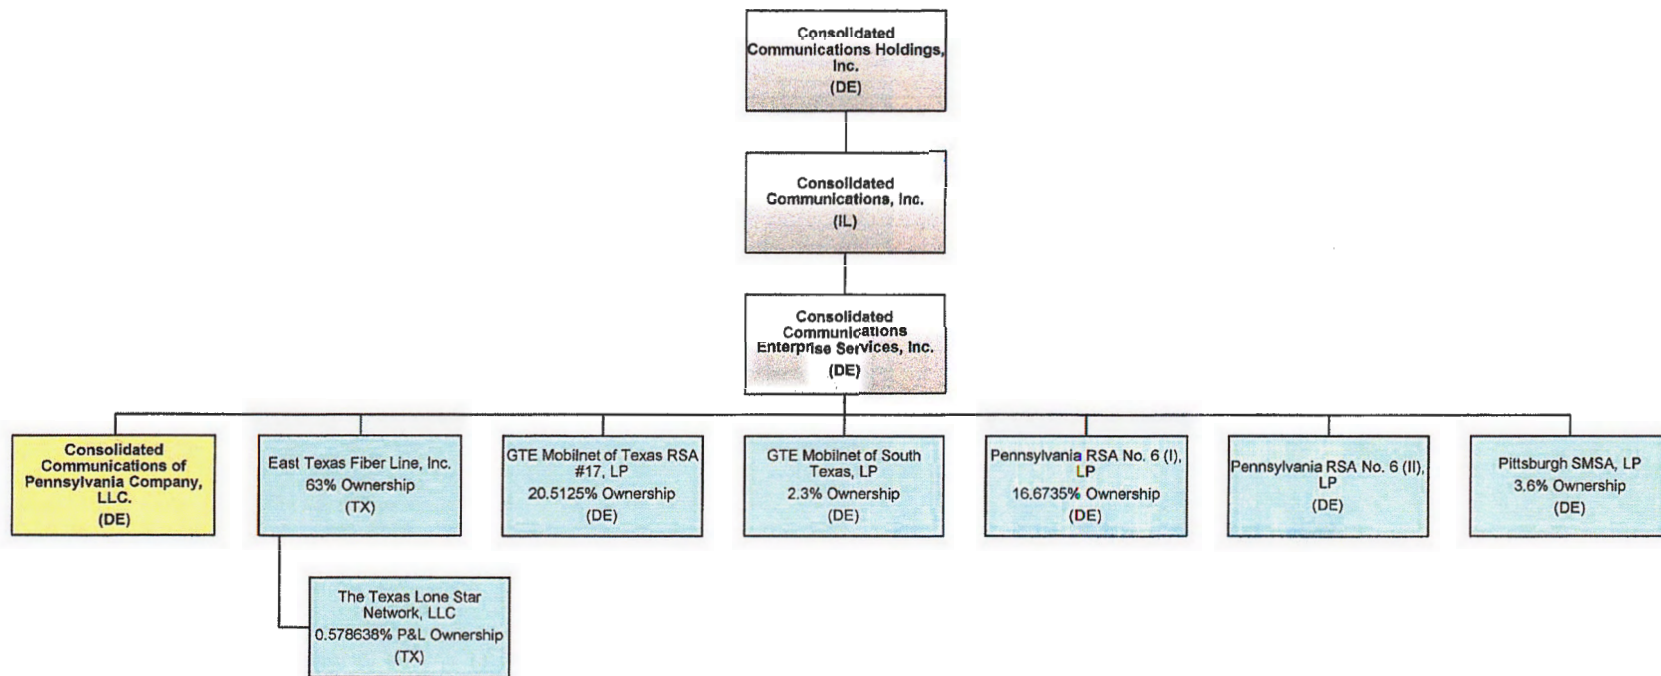 Consolidated
Communications Holdings,
Inc.
(DE)
Consolidated
Communications, Inc.
(IL)
Consolidated
Communications
Enterprise Services, Inc.
(DE)
Consolidated
Communications of
Pennsylvania Company,
LLC.
(DE)
East Texas Fiber Line, Inc.
63% Ownership
(TX)
GTE Mobilnet of Texas RSA
#17, LP
20.5125% Ownership
(DE)
GTE Mobilnet of South
Texas, LP
2.3% Ownership
(DE)
Pennsylvania RSA No. 6 (I),
LP
16.6735% Ownership
(DE)
Pennsylvania RSA No. 6 (II),
LP
(DE)
Pittsburgh SMSA, LP
3.6% Ownership
(DE)
The Texas Lone Star
Network, LLC
0.578638% P&L Ownership
(TX)